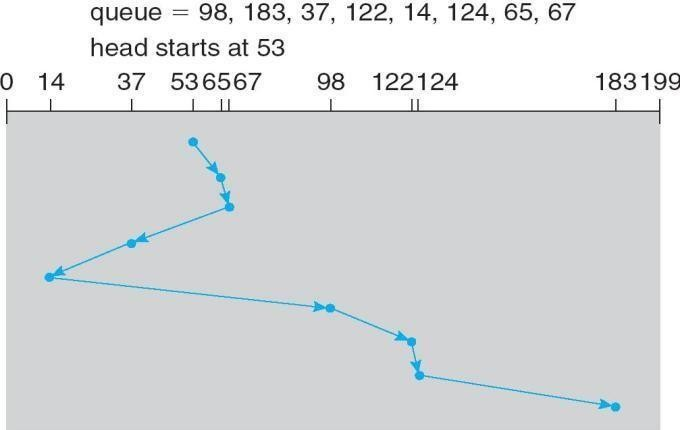 queue = 98, 183, 37, 122, 14, 124, 65, 67
head starts at 53
0 14 37 53 65 67 98 122 124 183 199